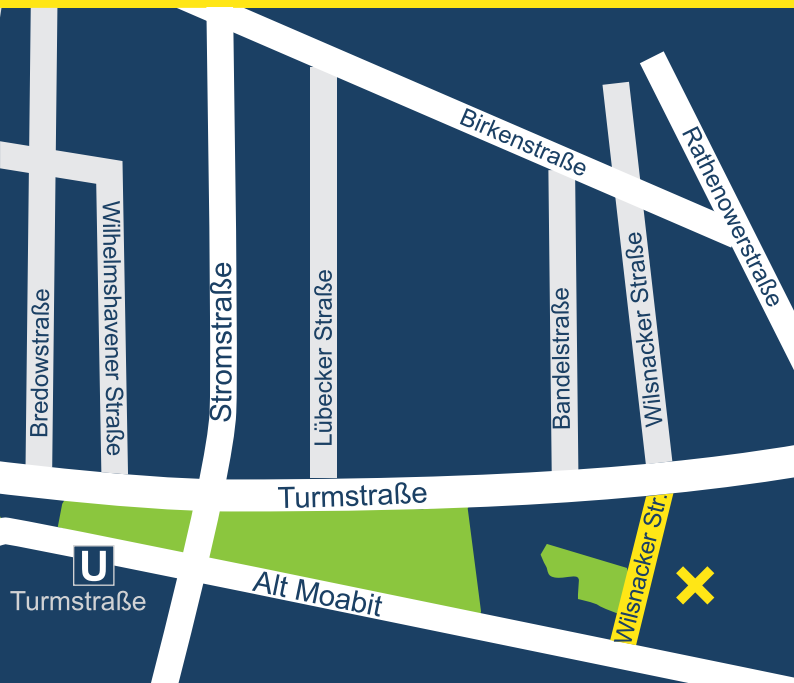 Birkenstraße
Rathenowerstraße
Wilhelmshavener Straße
Bredowstraße
Stromstraße
Lübecker Straße
Bandelstraße
Wilsnacker Straße
Turmstraße
Wilsnacker Str.
U
Turmstraße
Alt Moabit